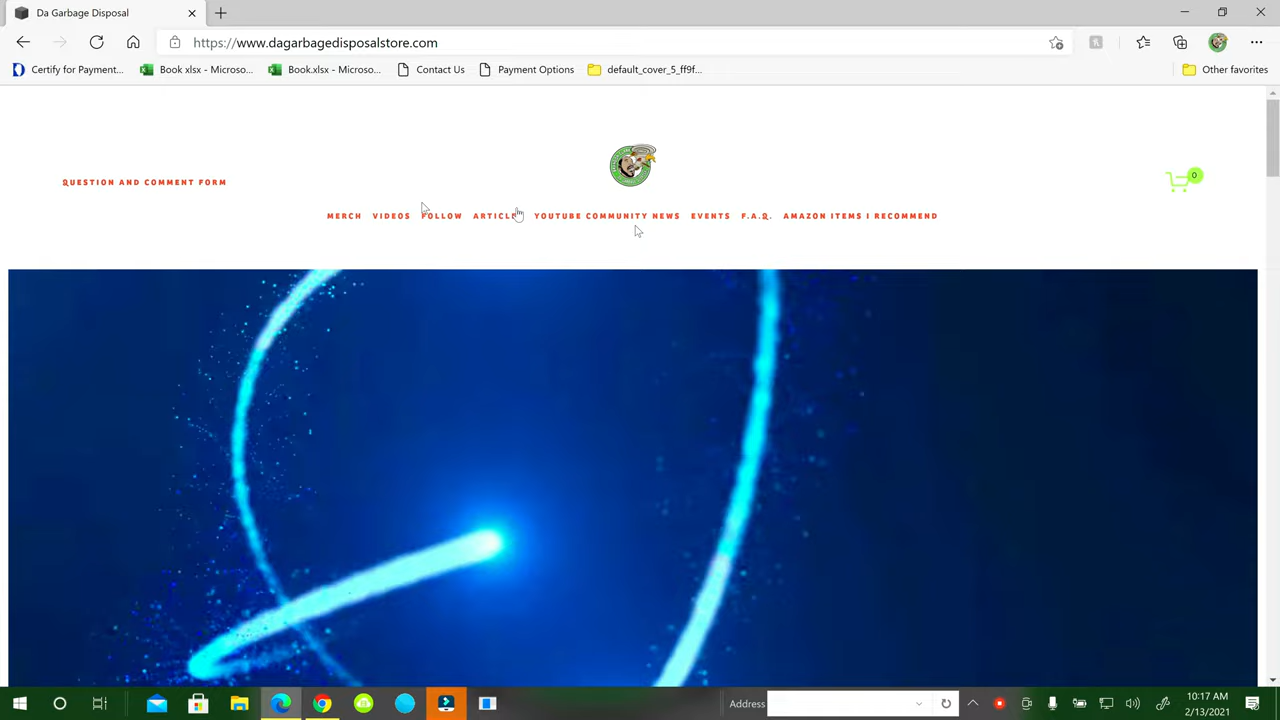 Da Garbage Disposal
https://www.dagarbagedisposalstore.com
Certify for Payment...
Book xlsx - Microso...
Book.xlsx - Microso...
Contact Us
Payment Options
default_cover_5_ff9f...
Other favorites
QUESTION AND COMMENT FORM
0
MERCH VIDEOS FOLLOW ARTICLE YOUTUBE COMMUNITY NEWS EVENTS F.A.Q. AMAZON ITEMS I RECOMMEND
Address
10:17 AM
2/13/2021